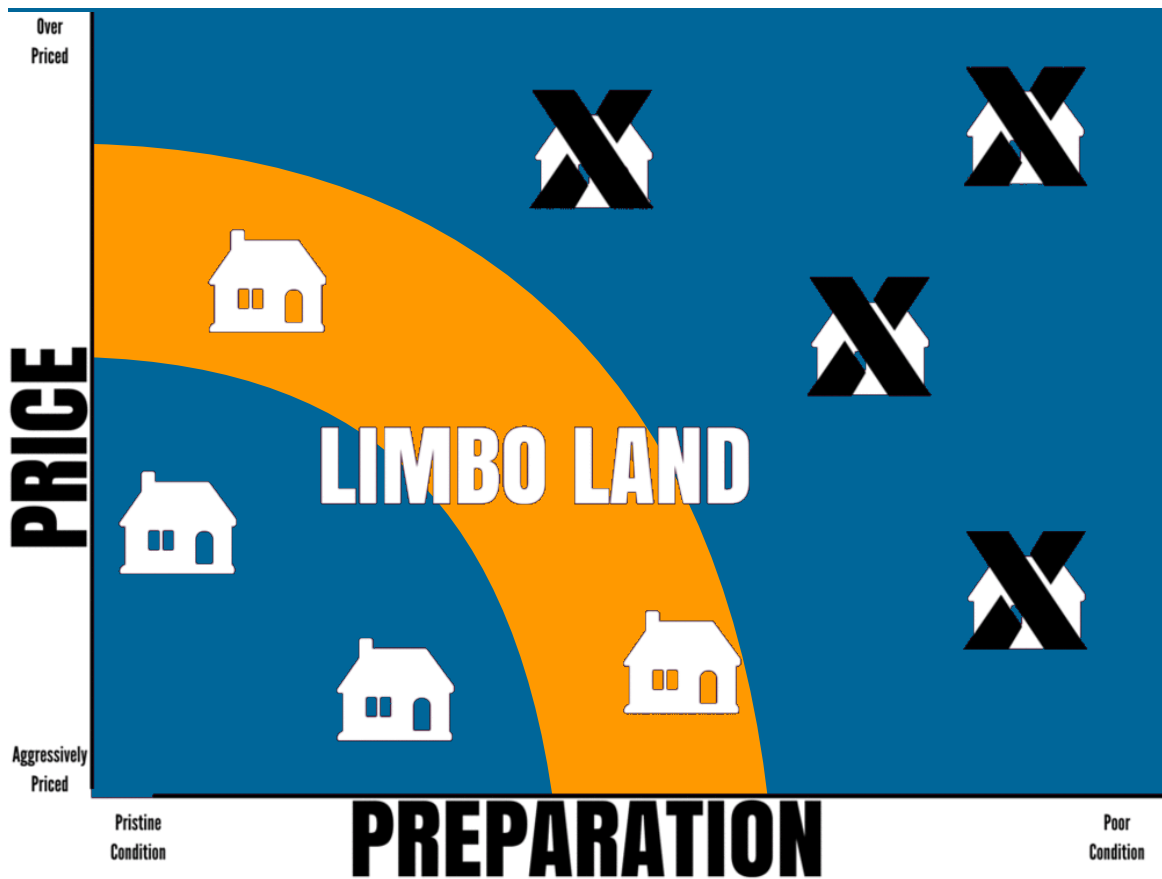 Over
Priced
LIMBO LAND
PRICE
Aggressively
Priced
Pristine
Condition
PREPARATION
Poor
Condition